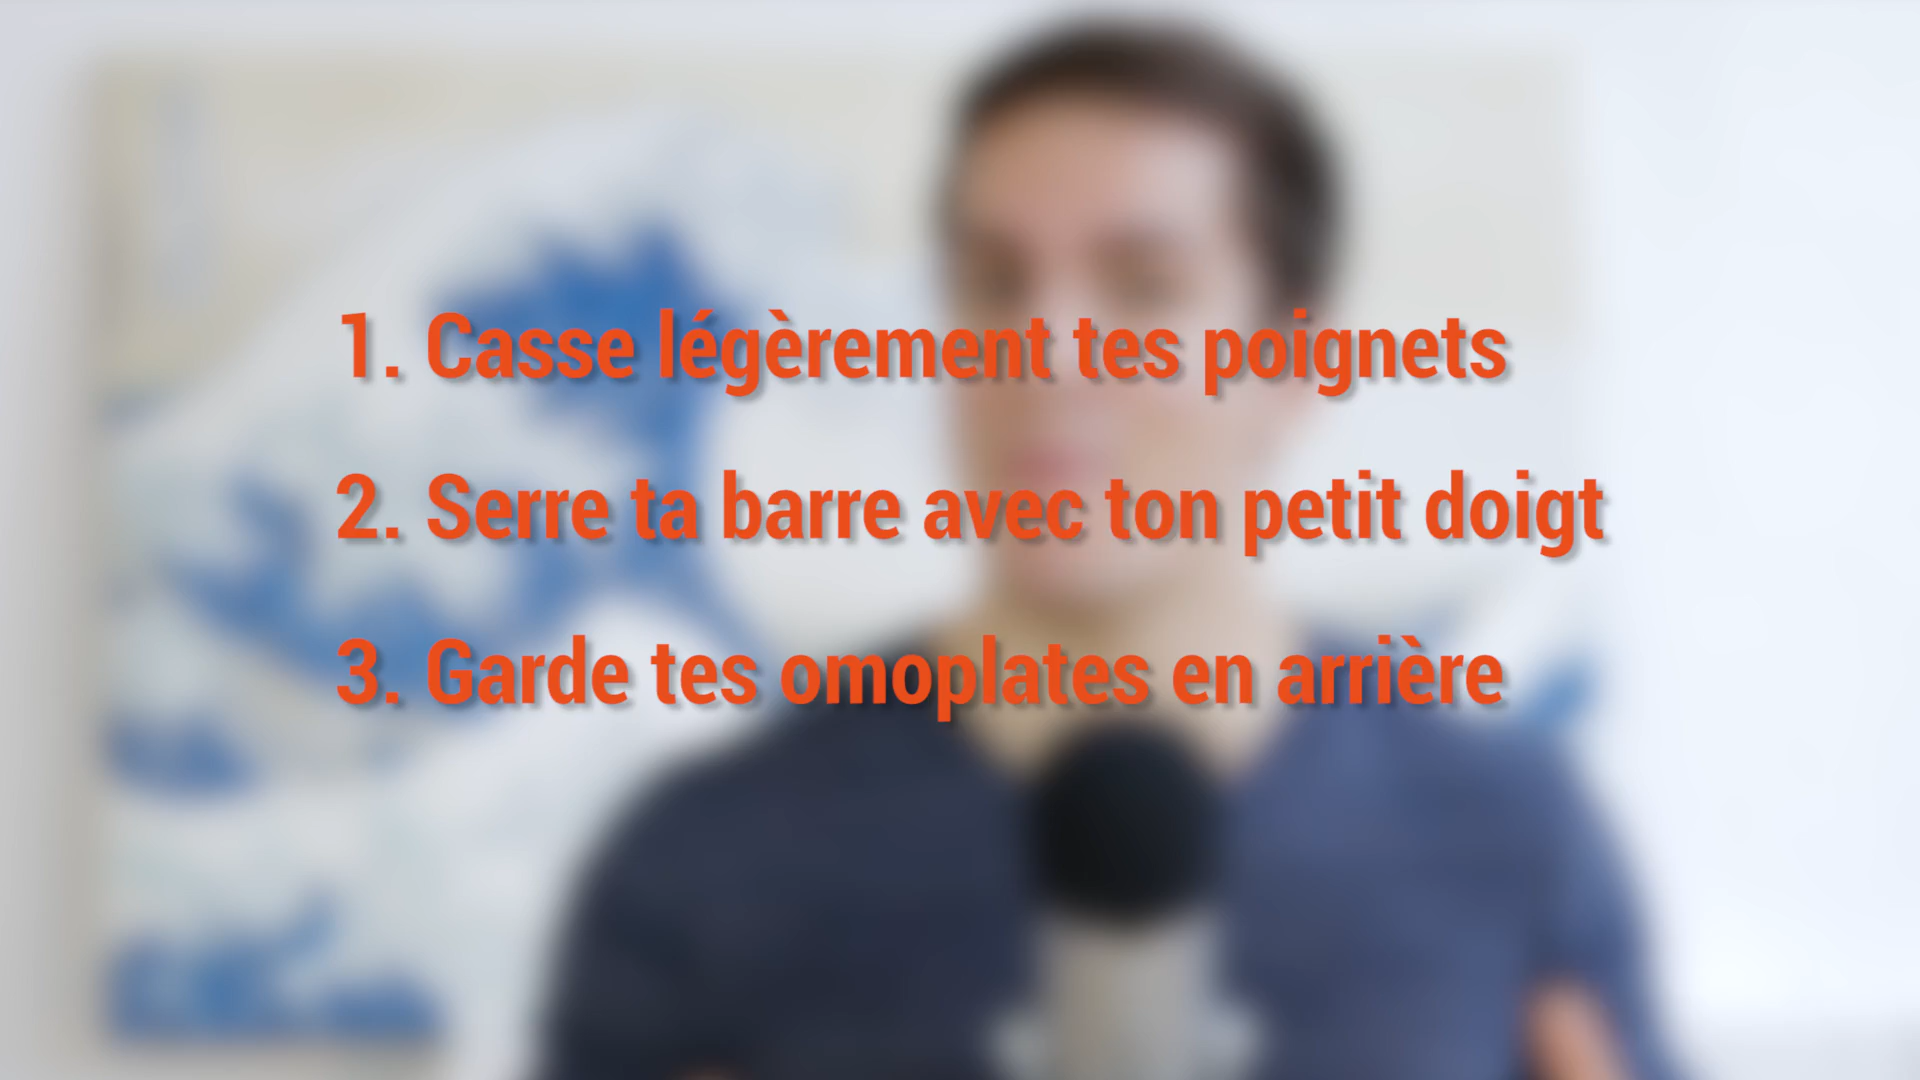 1. Casse légèrement tes poignets
2. Serre ta barre avec ton petit doigt
3. Garde tes omoplates en arrière